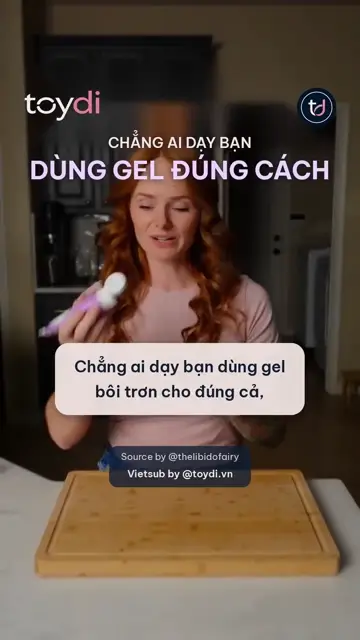 toydi
td
CHẲNG AI DẠY BẠN
DÙNG GEL ĐÚNG CÁCH
Chẳng ai dạy bạn dùng gel
bôi trơn cho đúng cả,
Source by @thelibidofairy
Vietsub by @toydi.vn